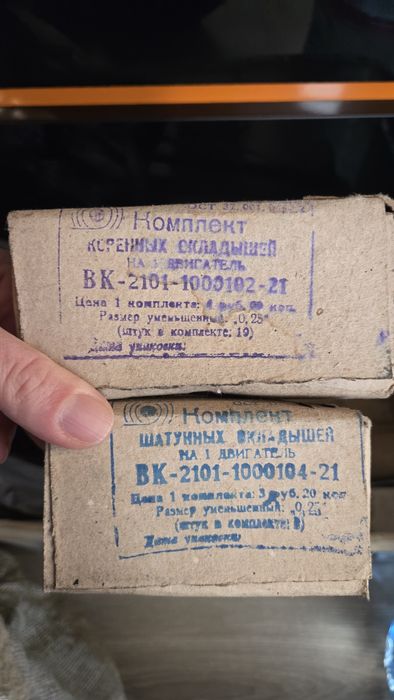 Комплект
КОРЕННЫХ ВКЛАДЫШЕЙ
НА 1 ДВИГАТЕЛЬ
ВК-2101-1000102-21
Цена 1 комплекта: руб. коп.
Размер уменьшенный: 0,25
(штук в комплекте: 10)
Дата упаковки:
Комплект
ШАТУННЫХ ВКЛАДЫШЕЙ
НА 1 ДВИГАТЕЛЬ
ВК-2101-1000104-21
Цена 1 комплекта: 3 руб. 20 коп
Размер уменьшенный: 0,25
(штук в комплекте: 8)
Дата упаковки: